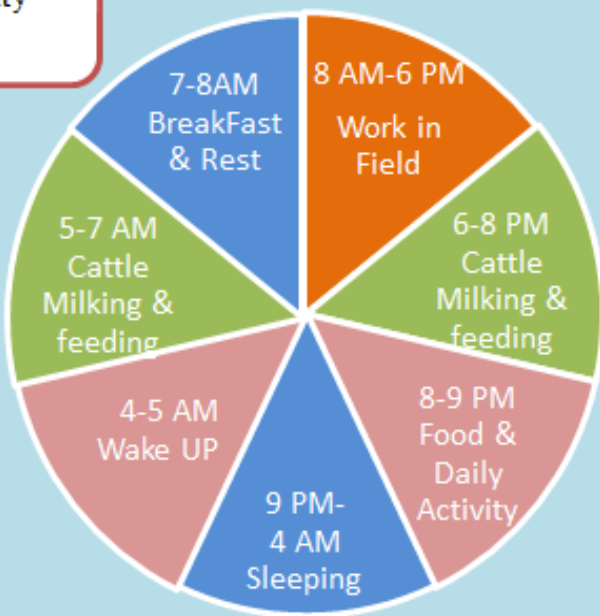 7-8AM
BreakFast
& Rest
8 AM-6 PM
Work in
Field
5-7 AM
Cattle
Milking &
feeding
6-8 PM
Cattle
Milking &
feeding
4-5 AM
Wake UP
8-9 PM
Food &
Daily
Activity
9 PM-
4 AM
Sleeping